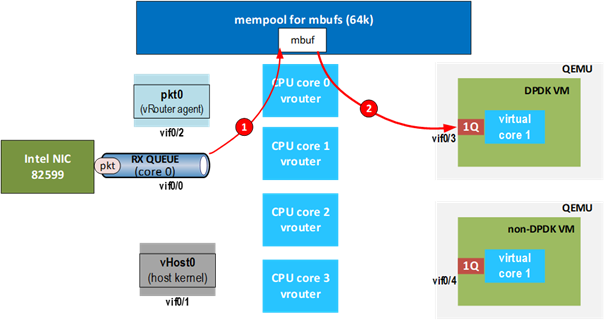 mempool for mbufs (64k)
mbuf
CPU core 0
vrouter
pkt0
(vRouter agent)
vif0/2
1
2
QEMU
DPDK VM
1Q
virtual
core 1
vif0/3
CPU core 1
vrouter
Intel NIC
82599
pkt
RX QUEUE
(core 0)
vif0/0
CPU core 2
vrouter
QEMU
non-DPDK VM
1Q
virtual
core 1
vif0/4
vHost0
(host kernel)
vif0/1
CPU core 3
vrouter